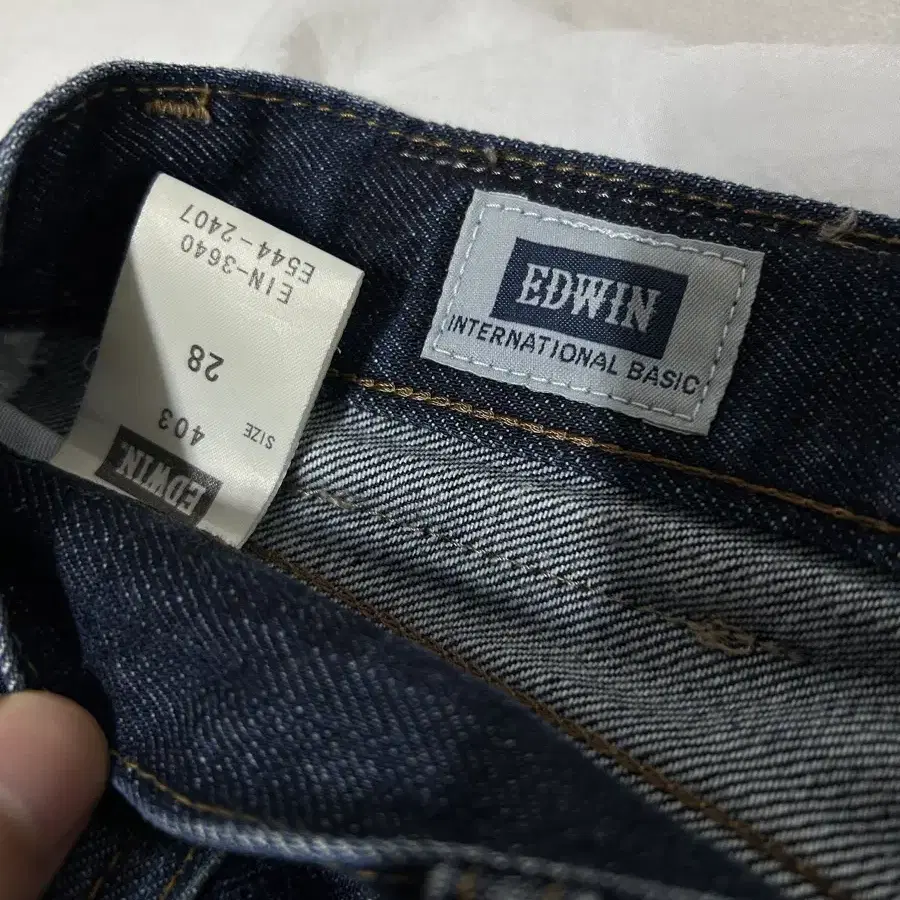 EDWIN
INTERNATIONAL BASIC
EDWIN
403
SIZE
28
EIN-3640
E544-2407